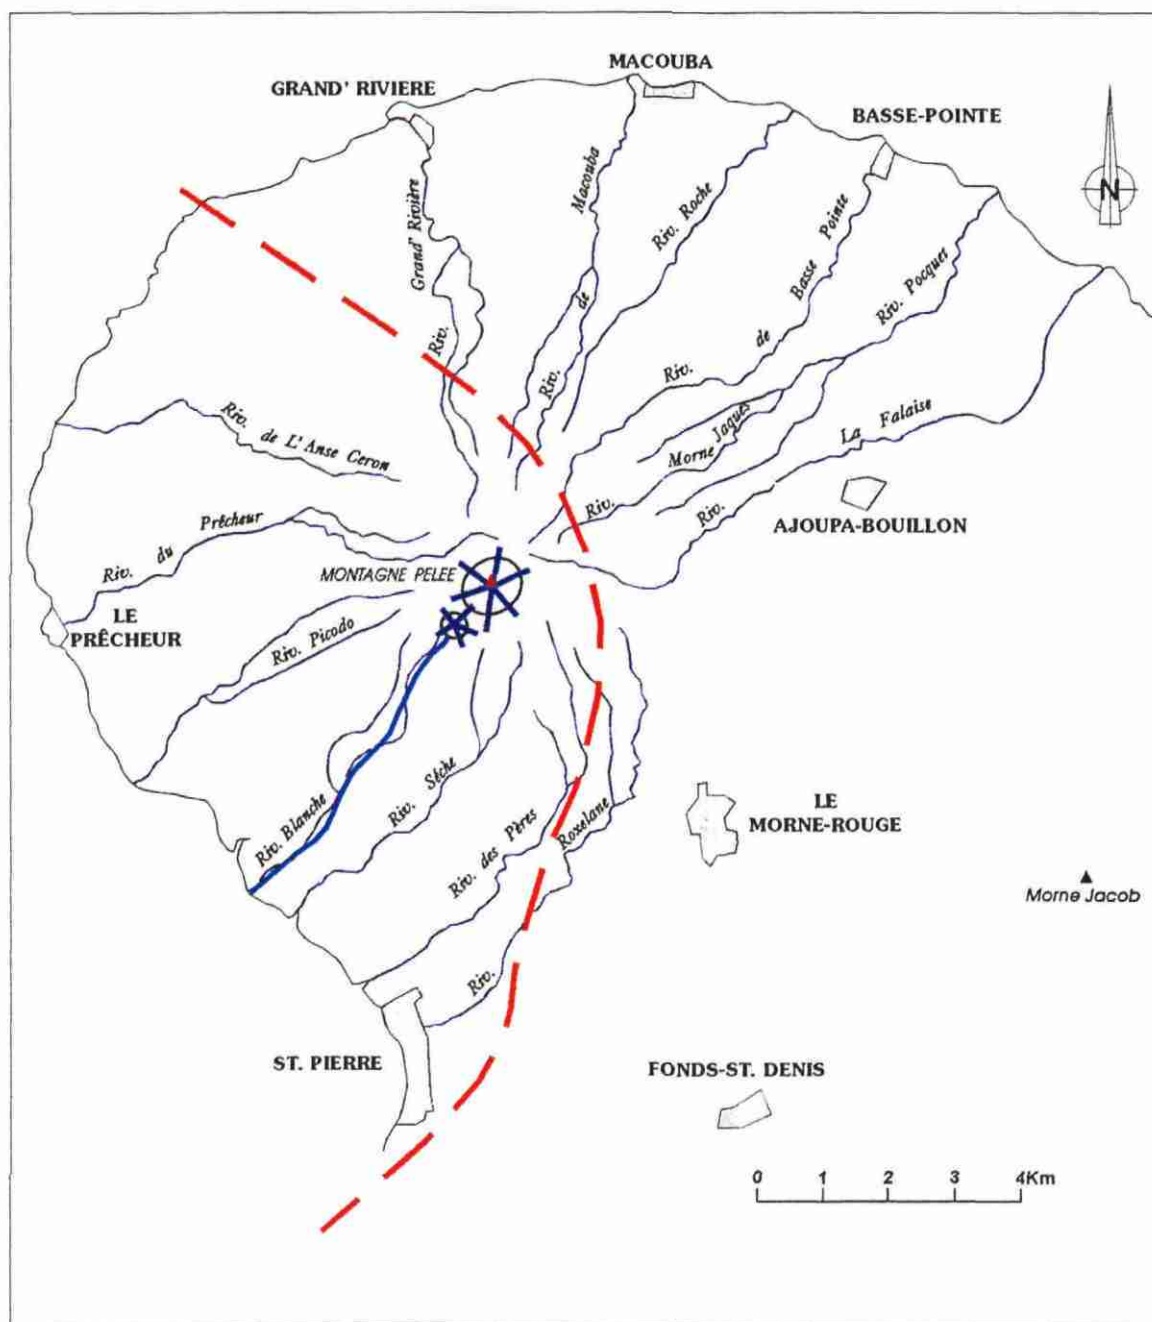 MACOUBA
GRAND' RIVIERE
BASSE-POINTE
N
Riv. Grand' Rivière
Riv. de Macouba
Riv. Roche
Riv. de Basse Pointe
Riv. Pocquet
Riv. Morne Jaques
Riv. La Falaise
Riv. de L'Anse Ceron
AJOUPA-BOUILLON
Riv. du Prêcheur
MONTAGNE PELEE
LE
PRÊCHEUR
Riv. Picodo
Riv. Blanche
Riv. Séche
Riv. des Pères
Riv. Roxelane
LE
MORNE-ROUGE
Morne Jacob
ST. PIERRE
FONDS-ST. DENIS
0 1 2 3 4Km